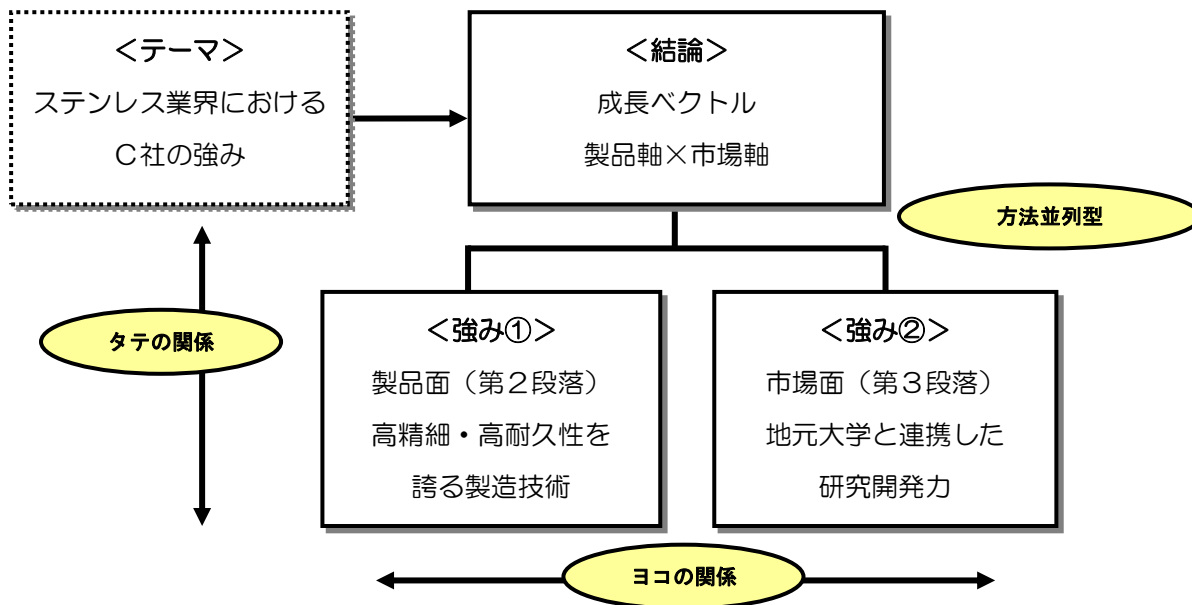 ＜テーマ＞
ステンレス業界における
Ｃ社の強み
＜結論＞
成長ベクトル
製品軸×市場軸
方法並列型
タテの関係
＜強み①＞
製品面（第２段落）
高精細・高耐久性を
誇る製造技術
＜強み②＞
市場面（第３段落）
地元大学と連携した
研究開発力
ヨコの関係